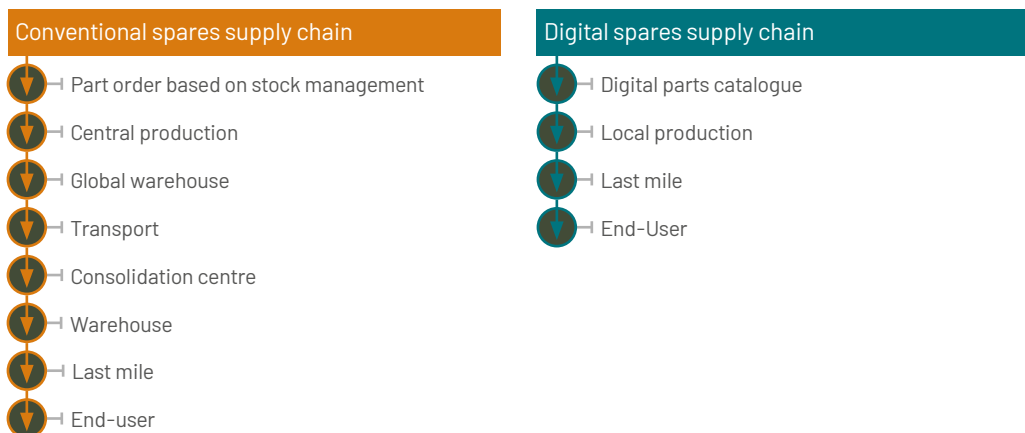 Conventional spares supply chain
Part order based on stock management
Central production
Global warehouse
Transport
Consolidation centre
Warehouse
Last mile
End-user
Digital spares supply chain
Digital parts catalogue
Local production
Last mile
End-User